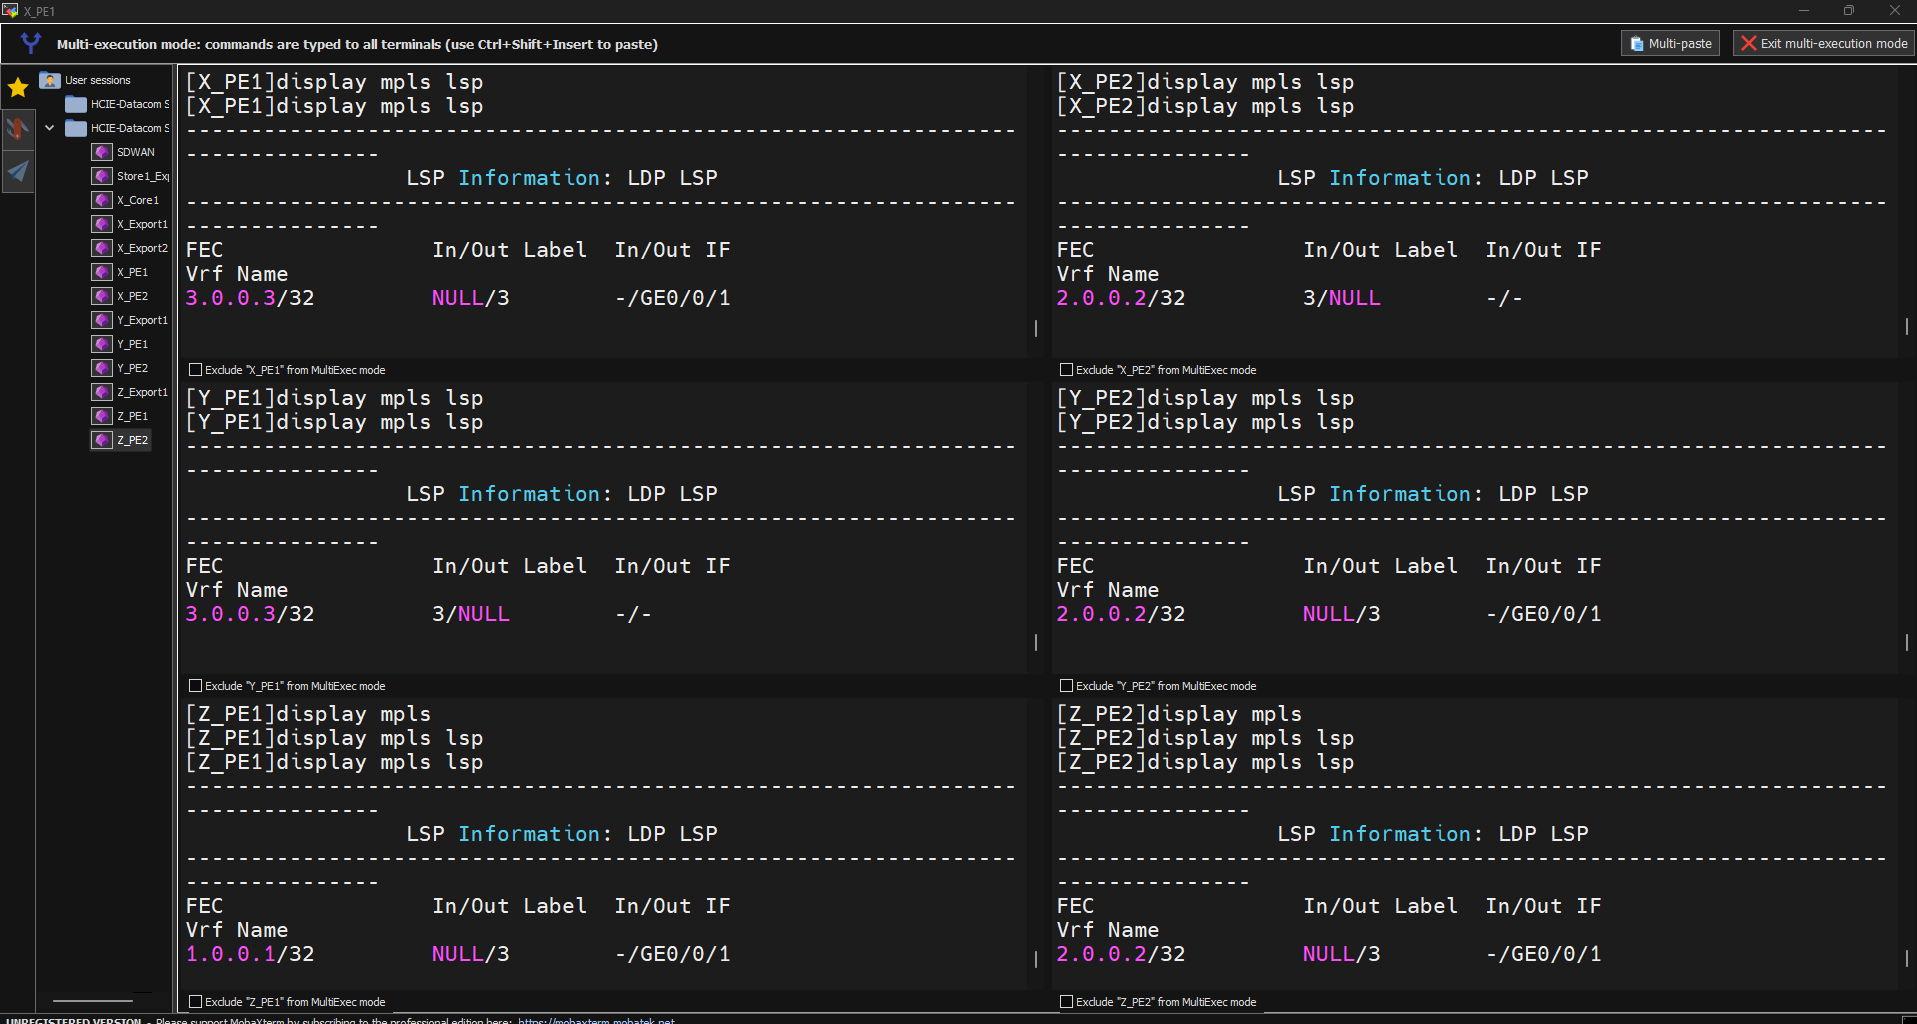 X_PE1
Multi-execution mode: commands are typed to all terminals (use Ctrl+Shift+Insert to paste)
Multi-paste
Exit multi-execution mode
User sessions
HCIE-Datacom S
HCIE-Datacom S
SDWAN
Store1_Exp
X_Core1
X_Export1
X_Export2
X_PE1
X_PE2
Y_Export1
Y_PE1
Y_PE2
Z_Export1
Z_PE1
Z_PE2
[X_PE1]display mpls lsp
[X_PE1]display mpls lsp
-----------------------------------------------------------------
---------------
LSP Information: LDP LSP
-----------------------------------------------------------------
---------------
FEC In/Out Label In/Out IF
Vrf Name
3.0.0.3/32 NULL/3 -/GE0/0/1
Exclude "X_PE1" from MultiExec mode
[X_PE2]display mpls lsp
[X_PE2]display mpls lsp
-----------------------------------------------------------------
---------------
LSP Information: LDP LSP
-----------------------------------------------------------------
---------------
FEC In/Out Label In/Out IF
Vrf Name
2.0.0.2/32 3/NULL -/-
Exclude "X_PE2" from MultiExec mode
[Y_PE1]display mpls lsp
[Y_PE1]display mpls lsp
-----------------------------------------------------------------
---------------
LSP Information: LDP LSP
-----------------------------------------------------------------
---------------
FEC In/Out Label In/Out IF
Vrf Name
3.0.0.3/32 3/NULL -/-
Exclude "Y_PE1" from MultiExec mode
[Y_PE2]display mpls lsp
[Y_PE2]display mpls lsp
-----------------------------------------------------------------
---------------
LSP Information: LDP LSP
-----------------------------------------------------------------
---------------
FEC In/Out Label In/Out IF
Vrf Name
2.0.0.2/32 NULL/3 -/GE0/0/1
Exclude "Y_PE2" from MultiExec mode
[Z_PE1]display mpls
[Z_PE1]display mpls lsp
[Z_PE1]display mpls lsp
-----------------------------------------------------------------
---------------
LSP Information: LDP LSP
-----------------------------------------------------------------
---------------
FEC In/Out Label In/Out IF
Vrf Name
1.0.0.1/32 NULL/3 -/GE0/0/1
Exclude "Z_PE1" from MultiExec mode
[Z_PE2]display mpls
[Z_PE2]display mpls lsp
[Z_PE2]display mpls lsp
-----------------------------------------------------------------
---------------
LSP Information: LDP LSP
-----------------------------------------------------------------
---------------
FEC In/Out Label In/Out IF
Vrf Name
2.0.0.2/32 NULL/3 -/GE0/0/1
Exclude "Z_PE2" from MultiExec mode
UNREGISTERED VERSION - Please support MobaXterm by subscribing to the professional edition here: https://mobaxterm.mobatek.net